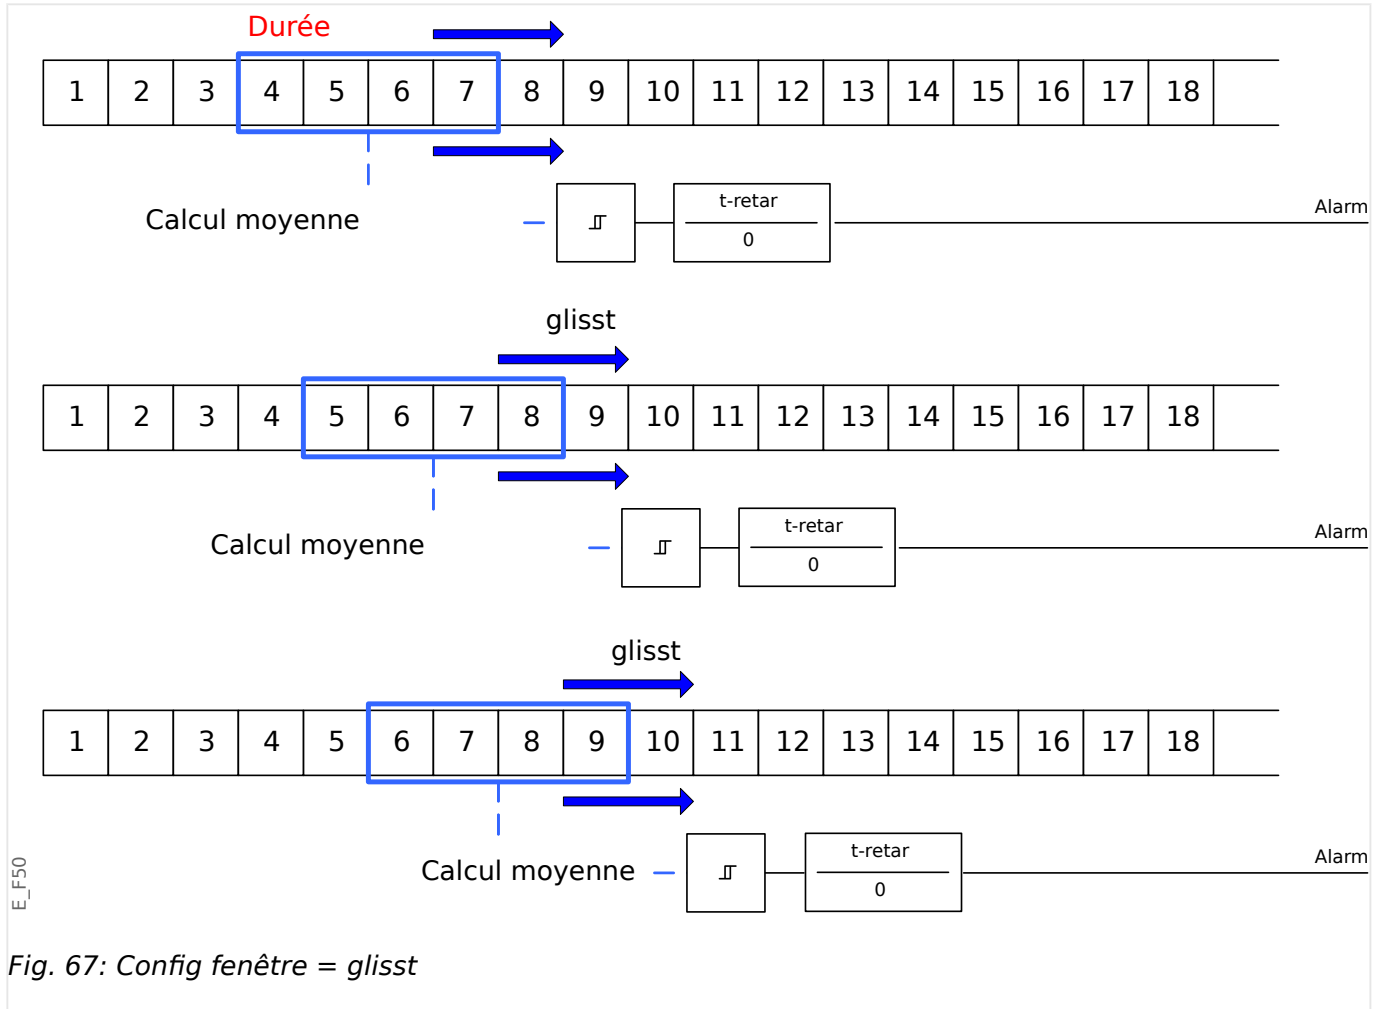 Durée
1 2 3 4 5 6 7 8 9 10 11 12 13 14 15 16 17 18
t-retar
Calcul moyenne
0
Alarm
glisst
1 2 3 4 5 6 7 8 9 10 11 12 13 14 15 16 17 18
t-retar
Calcul moyenne
0
Alarm
glisst
1 2 3 4 5 6 7 8 9 10 11 12 13 14 15 16 17 18
t-retar
Calcul moyenne
0
Alarm
E_F50
Fig. 67: Config fenêtre = glisst